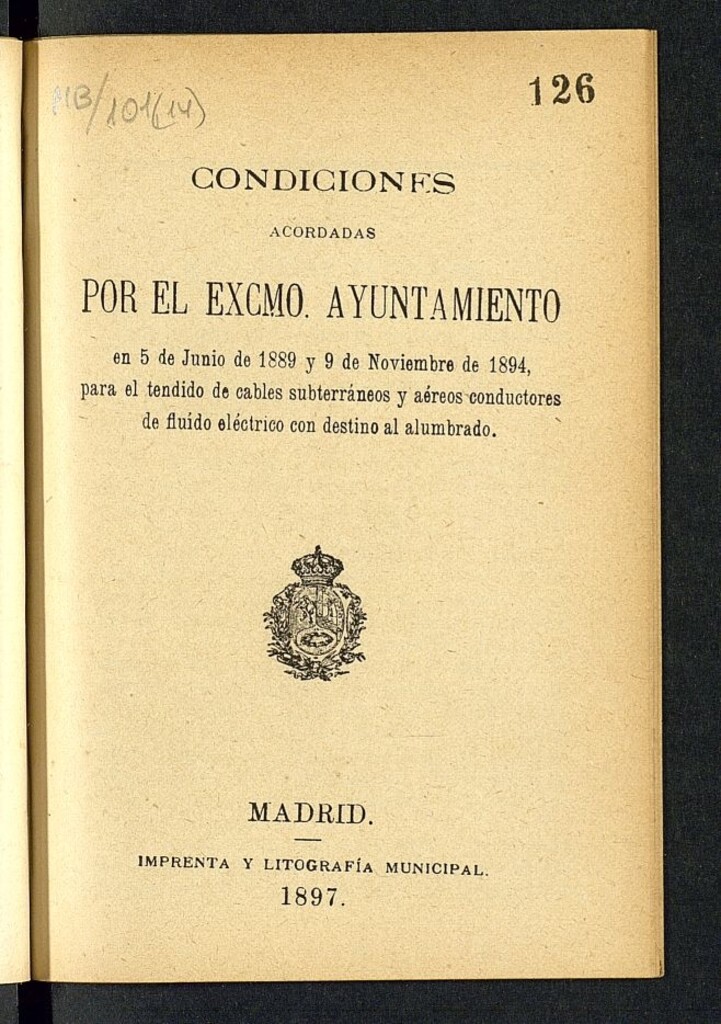 MB/101(14)
126
CONDICIONES
ACORDADAS
POR EL EXCMO. AYUNTAMIENTO
en 5 de Junio de 1889 y 9 de Noviembre de 1894,
para el tendido de cables subterráneos y aéreos conductores
de fluído eléctrico con destino al alumbrado.
MADRID.
IMPRENTA Y LITOGRAFÍA MUNICIPAL.
1897.